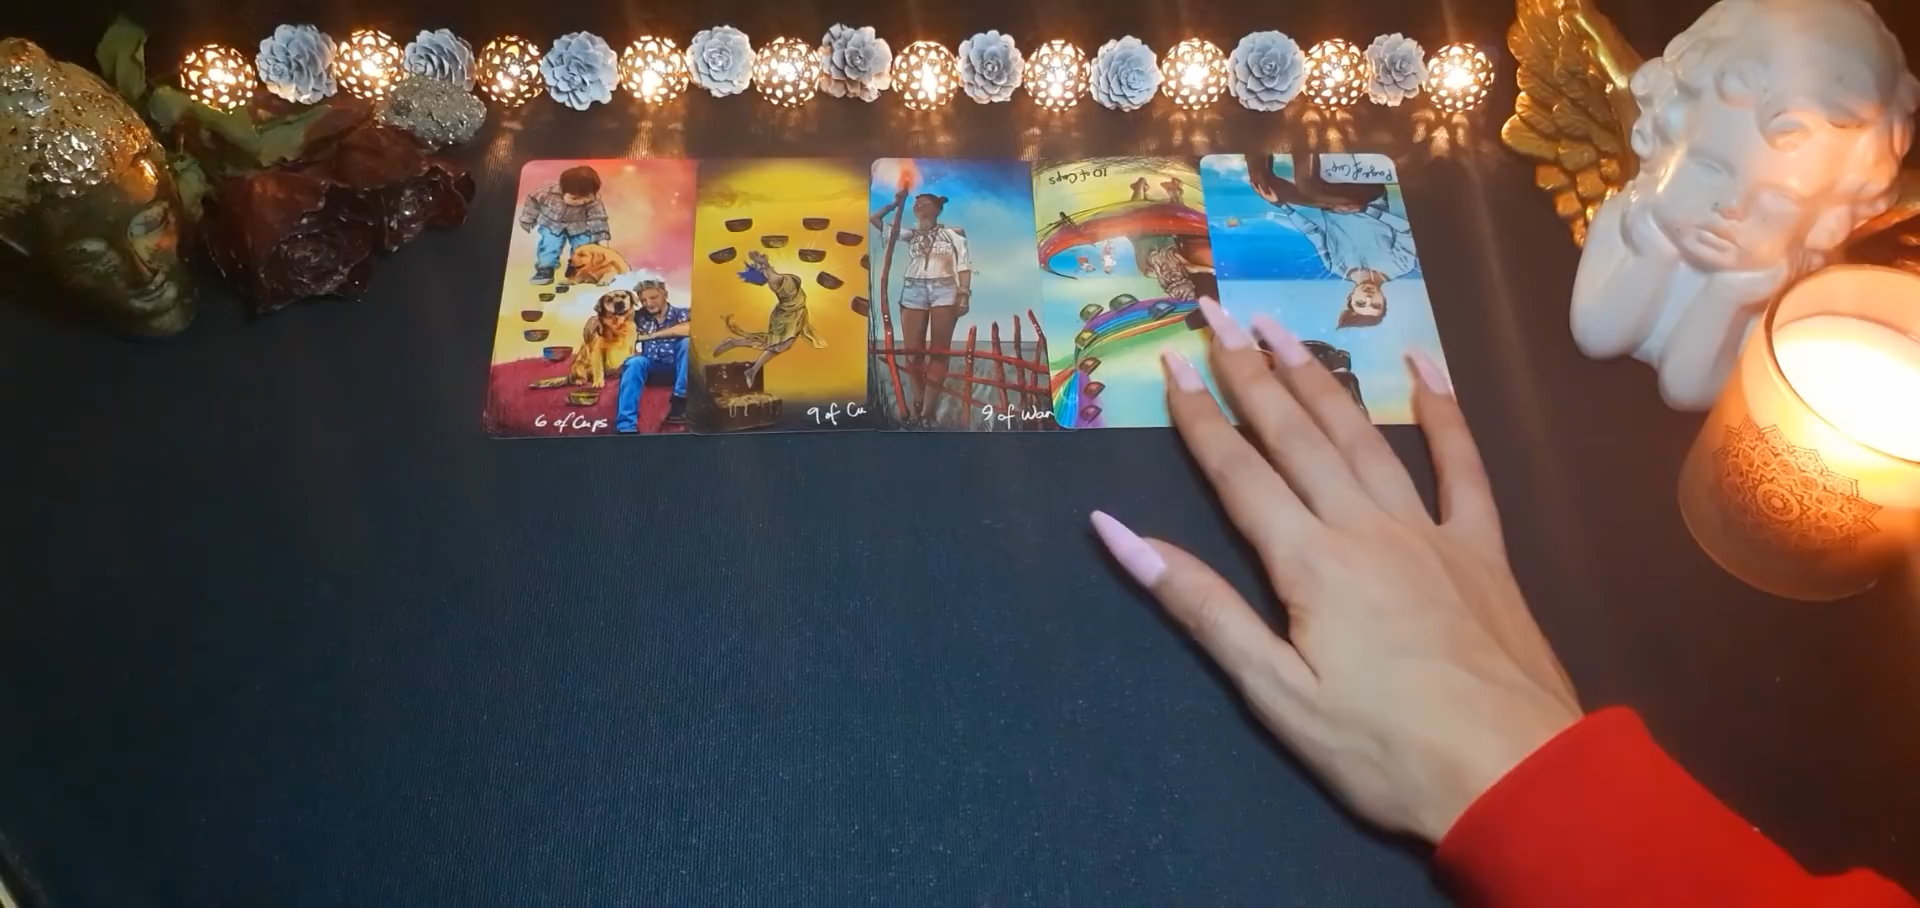 6 of Cups
9 of Cu
9 of Wan
10 of Cups
Page of Cups